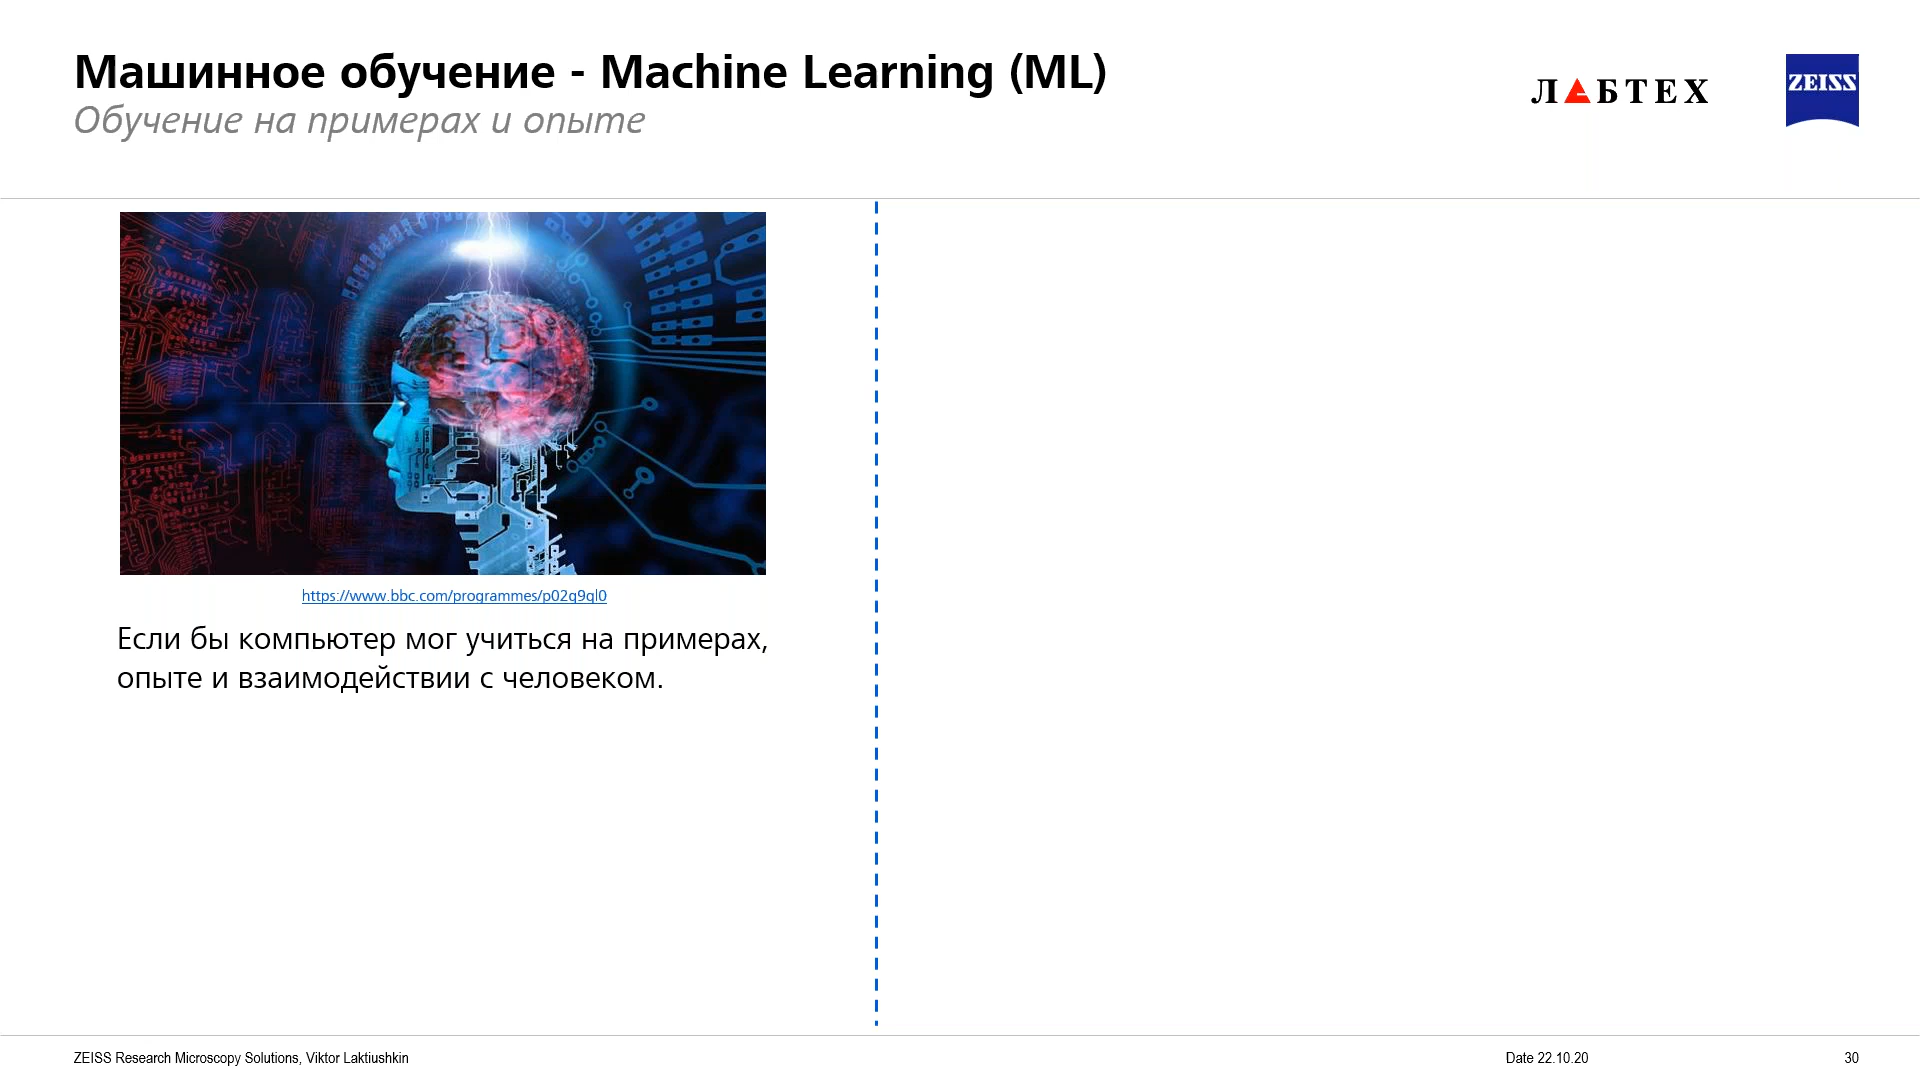 Машинное обучение - Machine Learning (ML)
Обучение на примерах и опыте
ЛАБТЕХ
ZEISS
https://www.bbc.com/programmes/p02q9ql0
Если бы компьютер мог учиться на примерах,
опыте и взаимодействии с человеком.
ZEISS Research Microscopy Solutions, Viktor Laktiushkin
Date 22.10.20
30